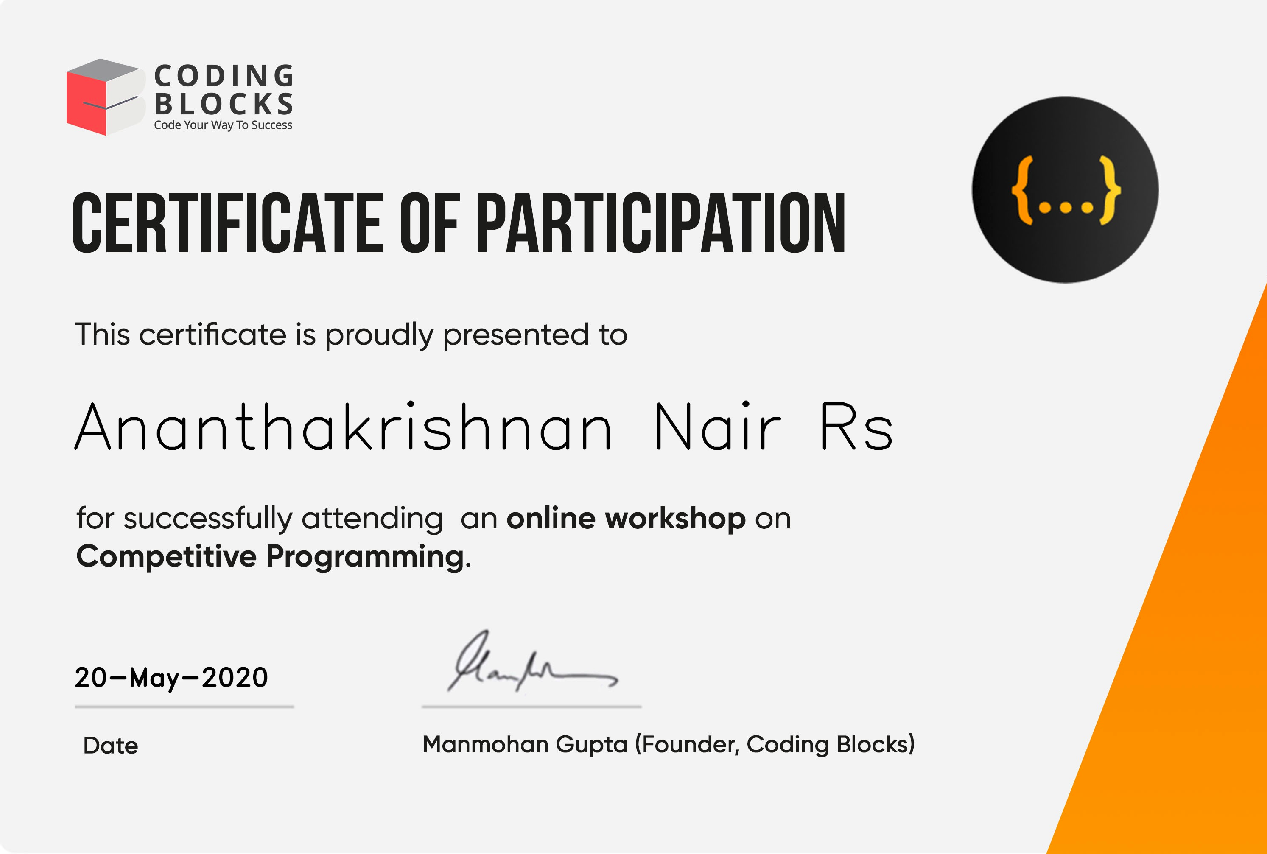 CODING
BLOCKS
Code Your Way To Success
{...}
CERTIFICATE OF PARTICIPATION
This certificate is proudly presented to
Ananthakrishnan Nair Rs
for successfully attending an online workshop on
Competitive Programming.
20-May-2020
Date
Manmohan Gupta (Founder, Coding Blocks)